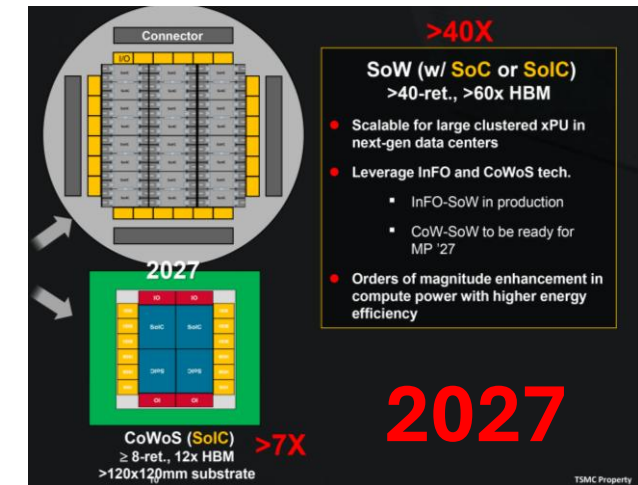 Connector
I/O
2027
IO IO
SoIC SoIC
SoIC SoIC
IO IO
CoWoS (SoIC)
≥ 8-ret., 12x HBM
>120x120mm substrate
>7X
>40X
SoW (w/ SoC or SoIC)
>40-ret., >60x HBM
Scalable for large clustered xPU in
next-gen data centers
Leverage InFO and CoWoS tech.
InFO-SoW in production
CoW-SoW to be ready for
MP '27
Orders of magnitude enhancement in
compute power with higher energy
efficiency
2027
TSMC Property